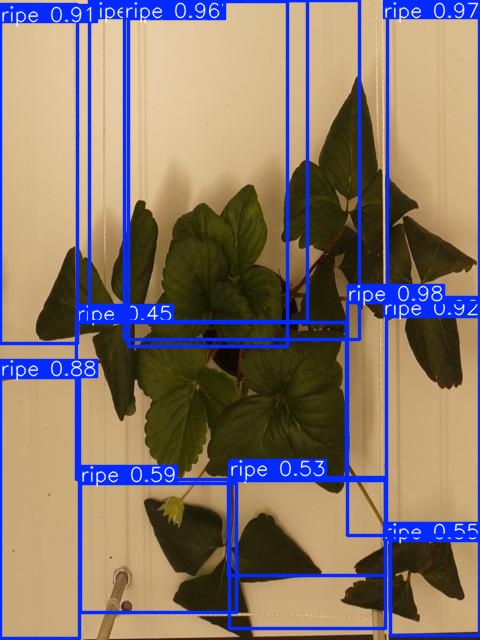 ripe 0.91
ripe
ripe 0.96
ripe 0.97
ripe 0.98
ripe 0.92
ripe 0.45
ripe 0.88
ripe 0.59
ripe 0.53
ripe 0.55